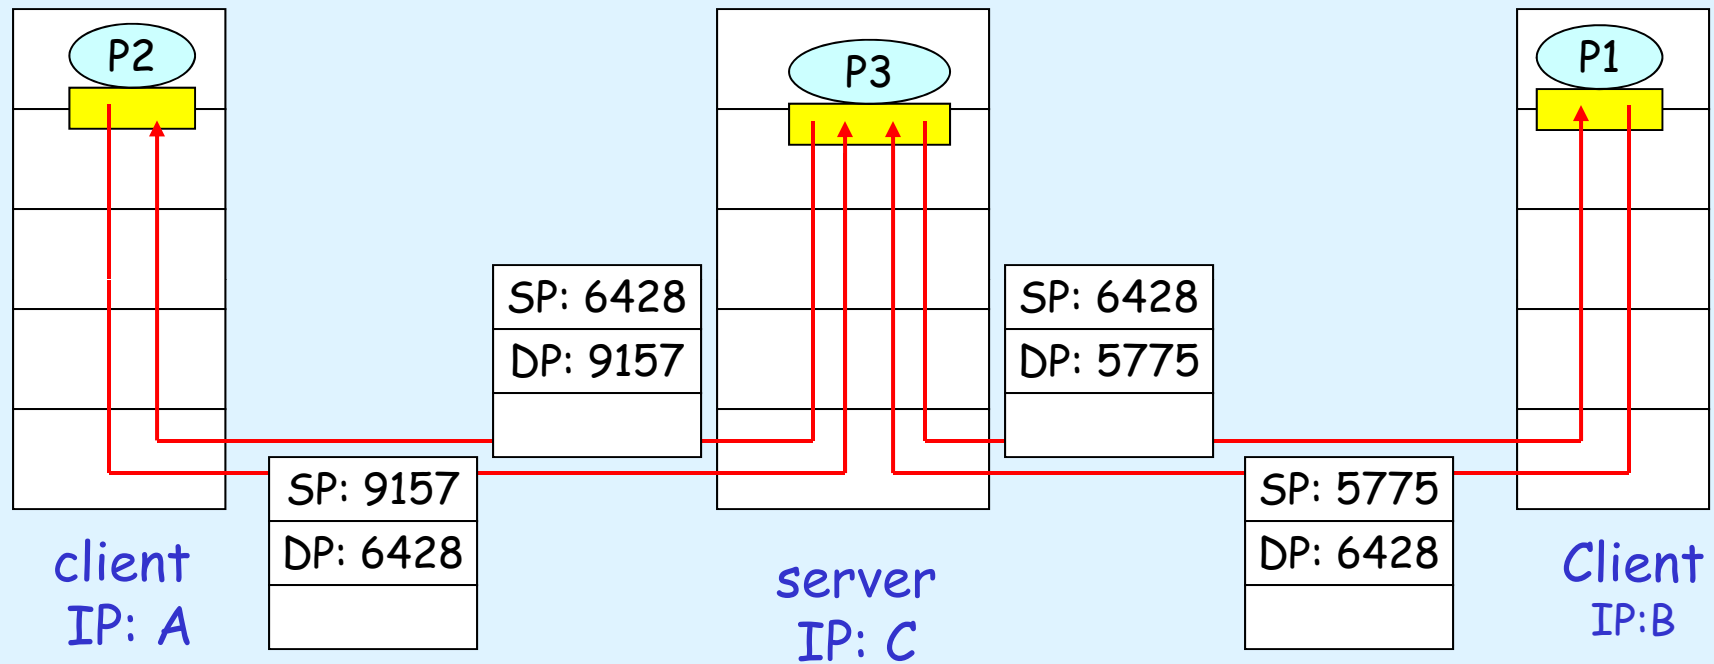 P2
P3
P1
SP: 6428
DP: 9157
SP: 6428
DP: 5775
SP: 9157
DP: 6428
SP: 5775
DP: 6428
client
IP: A
server
IP: C
Client
IP:B